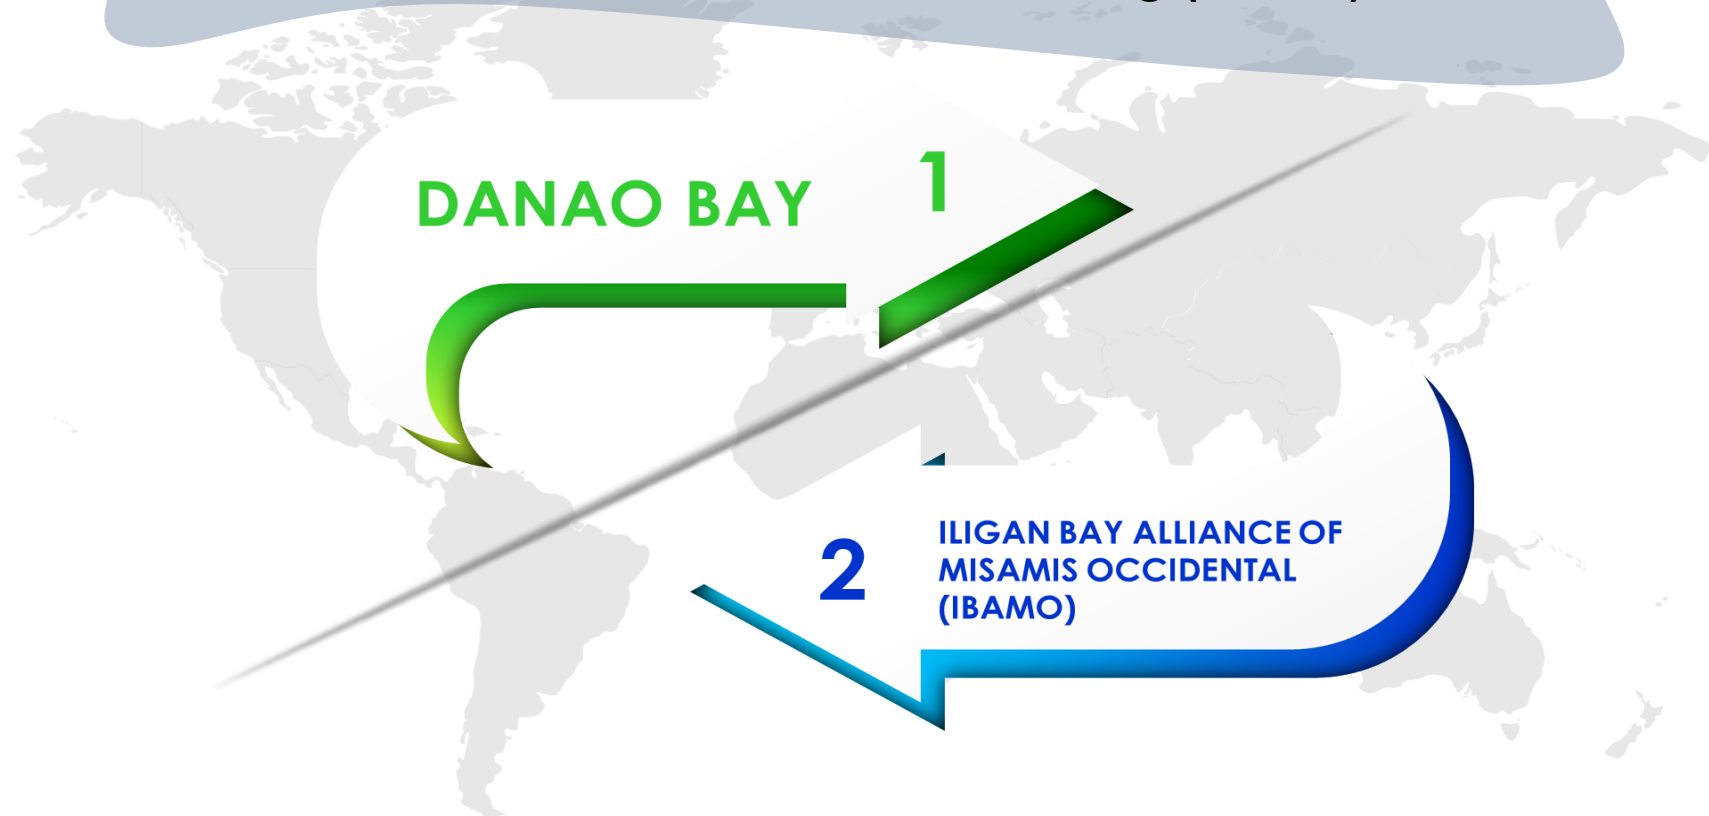 DANAO BAY
1
2
ILIGAN BAY ALLIANCE OF
MISAMIS OCCIDENTAL
(IBAMO)